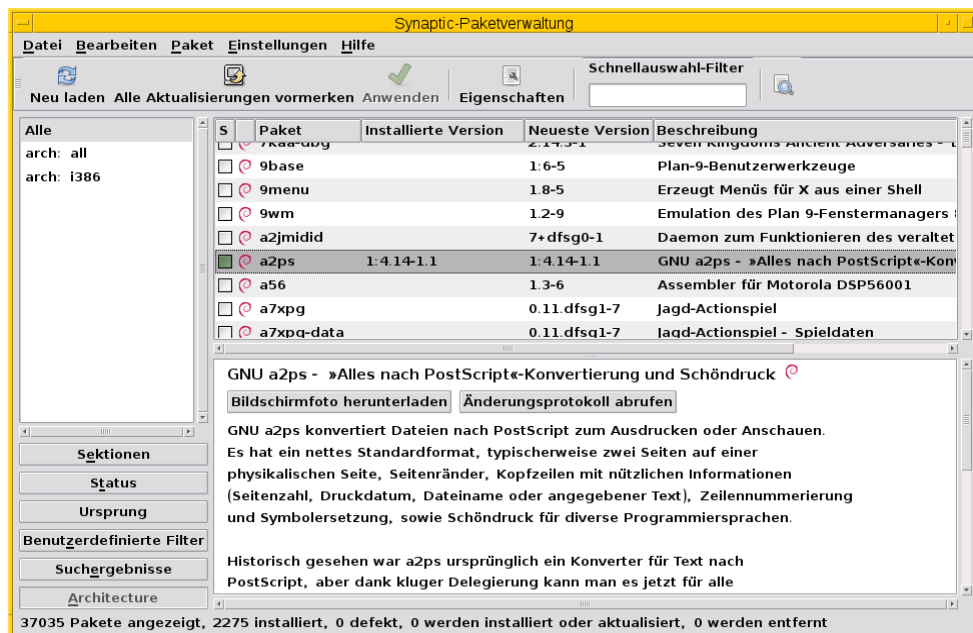 Synaptic-Paketverwaltung
Datei Bearbeiten Paket Einstellungen Hilfe
Neu laden Alle Aktualisierungen vormerken Anwenden Eigenschaften Schnellauswahl-Filter
Alle
arch: all
arch: i386
S Paket Installierte Version Neueste Version Beschreibung
7kaa-dbg 2.14.5-1 Seven Kingdoms Ancient Adversaries -
9base 1:6-5 Plan-9-Benutzerwerkzeuge
9menu 1.8-5 Erzeugt Menüs für X aus einer Shell
9wm 1.2-9 Emulation des Plan 9-Fenstermanagers
a2jmidid 7+dfsg0-1 Daemon zum Funktionieren des veraltet
a2ps 1:4.14-1.1 1:4.14-1.1 GNU a2ps - »Alles nach PostScript«-Kon
a56 1.3-6 Assembler für Motorola DSP56001
a7xpg 0.11.dfsg1-7 Jagd-Actionspiel
a7xpg-data 0.11.dfsg1-7 Jagd-Actionspiel - Spieldaten
GNU a2ps - »Alles nach PostScript«-Konvertierung und Schöndruck
Bildschirmfoto herunterladen Änderungsprotokoll abrufen
GNU a2ps konvertiert Dateien nach PostScript zum Ausdrucken oder Anschauen.
Es hat ein nettes Standardformat, typischerweise zwei Seiten auf einer
physikalischen Seite, Seitenränder, Kopfzeilen mit nützlichen Informationen
(Seitenzahl, Druckdatum, Dateiname oder angegebener Text), Zeilennummerierung
und Symbolersetzung, sowie Schöndruck für diverse Programmiersprachen.
Historisch gesehen war a2ps ursprünglich ein Konverter für Text nach
PostScript, aber dank kluger Delegierung kann man es jetzt für alle
Sektionen
Status
Ursprung
Benutzerdefinierte Filter
Suchergebnisse
Architecture
37035 Pakete angezeigt, 2275 installiert, 0 defekt, 0 werden installiert oder aktualisiert, 0 werden entfernt